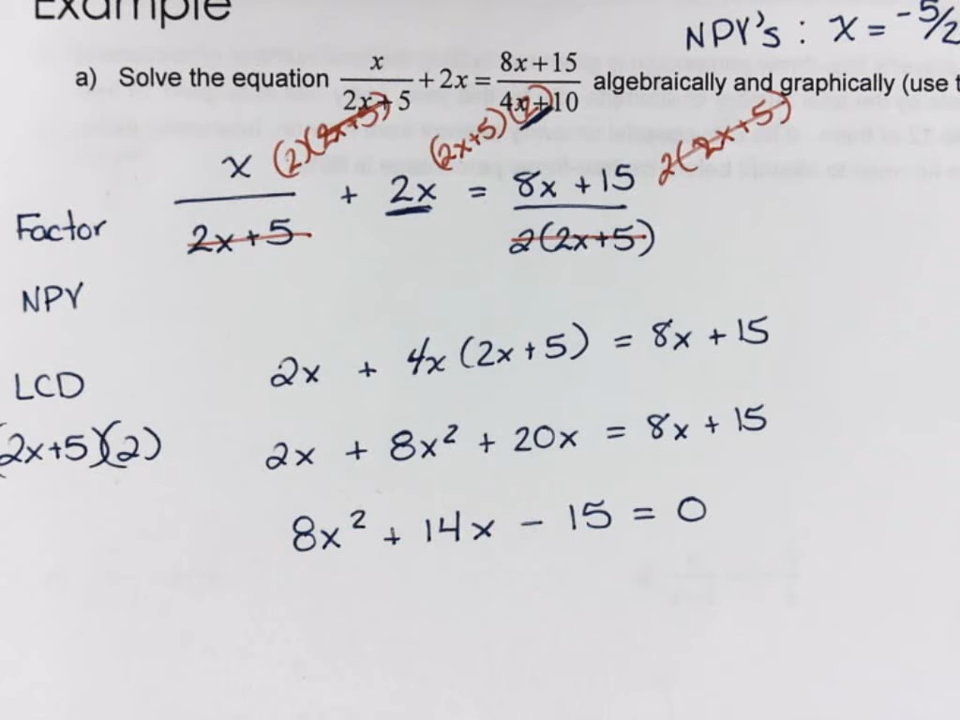 Example
NPV's : x = -5/2
a) Solve the equation x/(2x+5) + 2x = (8x+15)/(4x+10) algebraically and graphically (use
(2)(2x+5) (2x+5)(2) 2(2x+5)
Factor x/(2x+5) + 2x = (8x+15)/(2(2x+5))
NPV
2x + 4x(2x+5) = 8x + 15
LCD
(2x+5)(2) 2x + 8x² + 20x = 8x + 15
8x² + 14x - 15 = 0